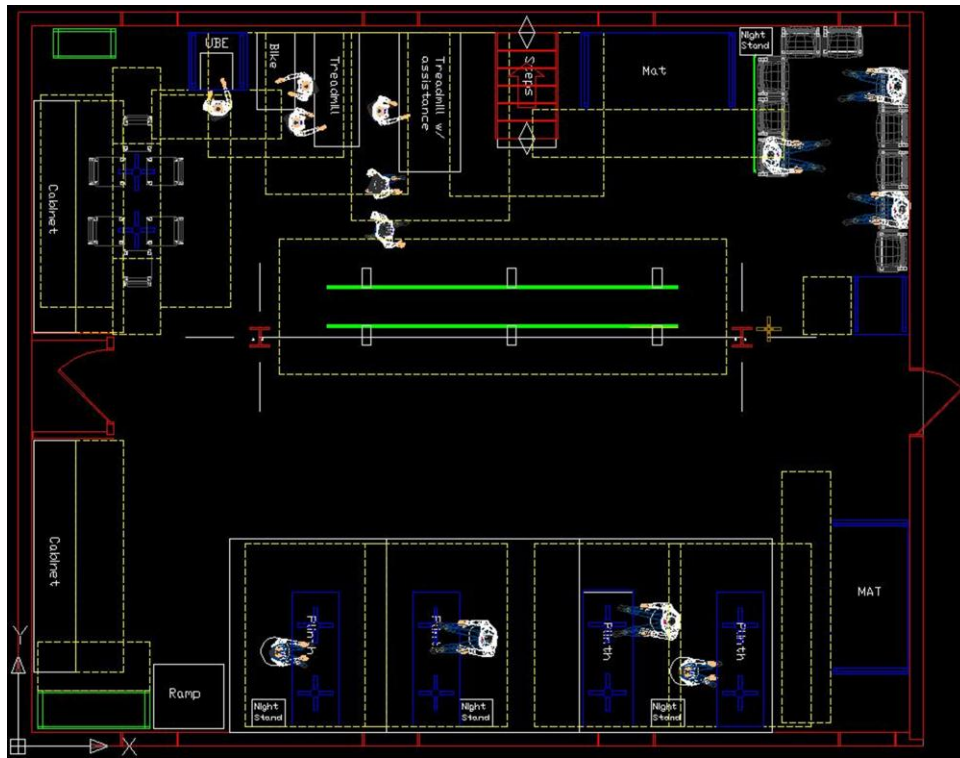 UBE
Bike
Treadmill
Treadmill w/
assistance
Steps
Mat
Night
Stand
Cabinet
Cabinet
MAT
Plinth
Plinth
Plinth
Ramp
Night
Stand
Night
Stand
Night
Stand
Y
X